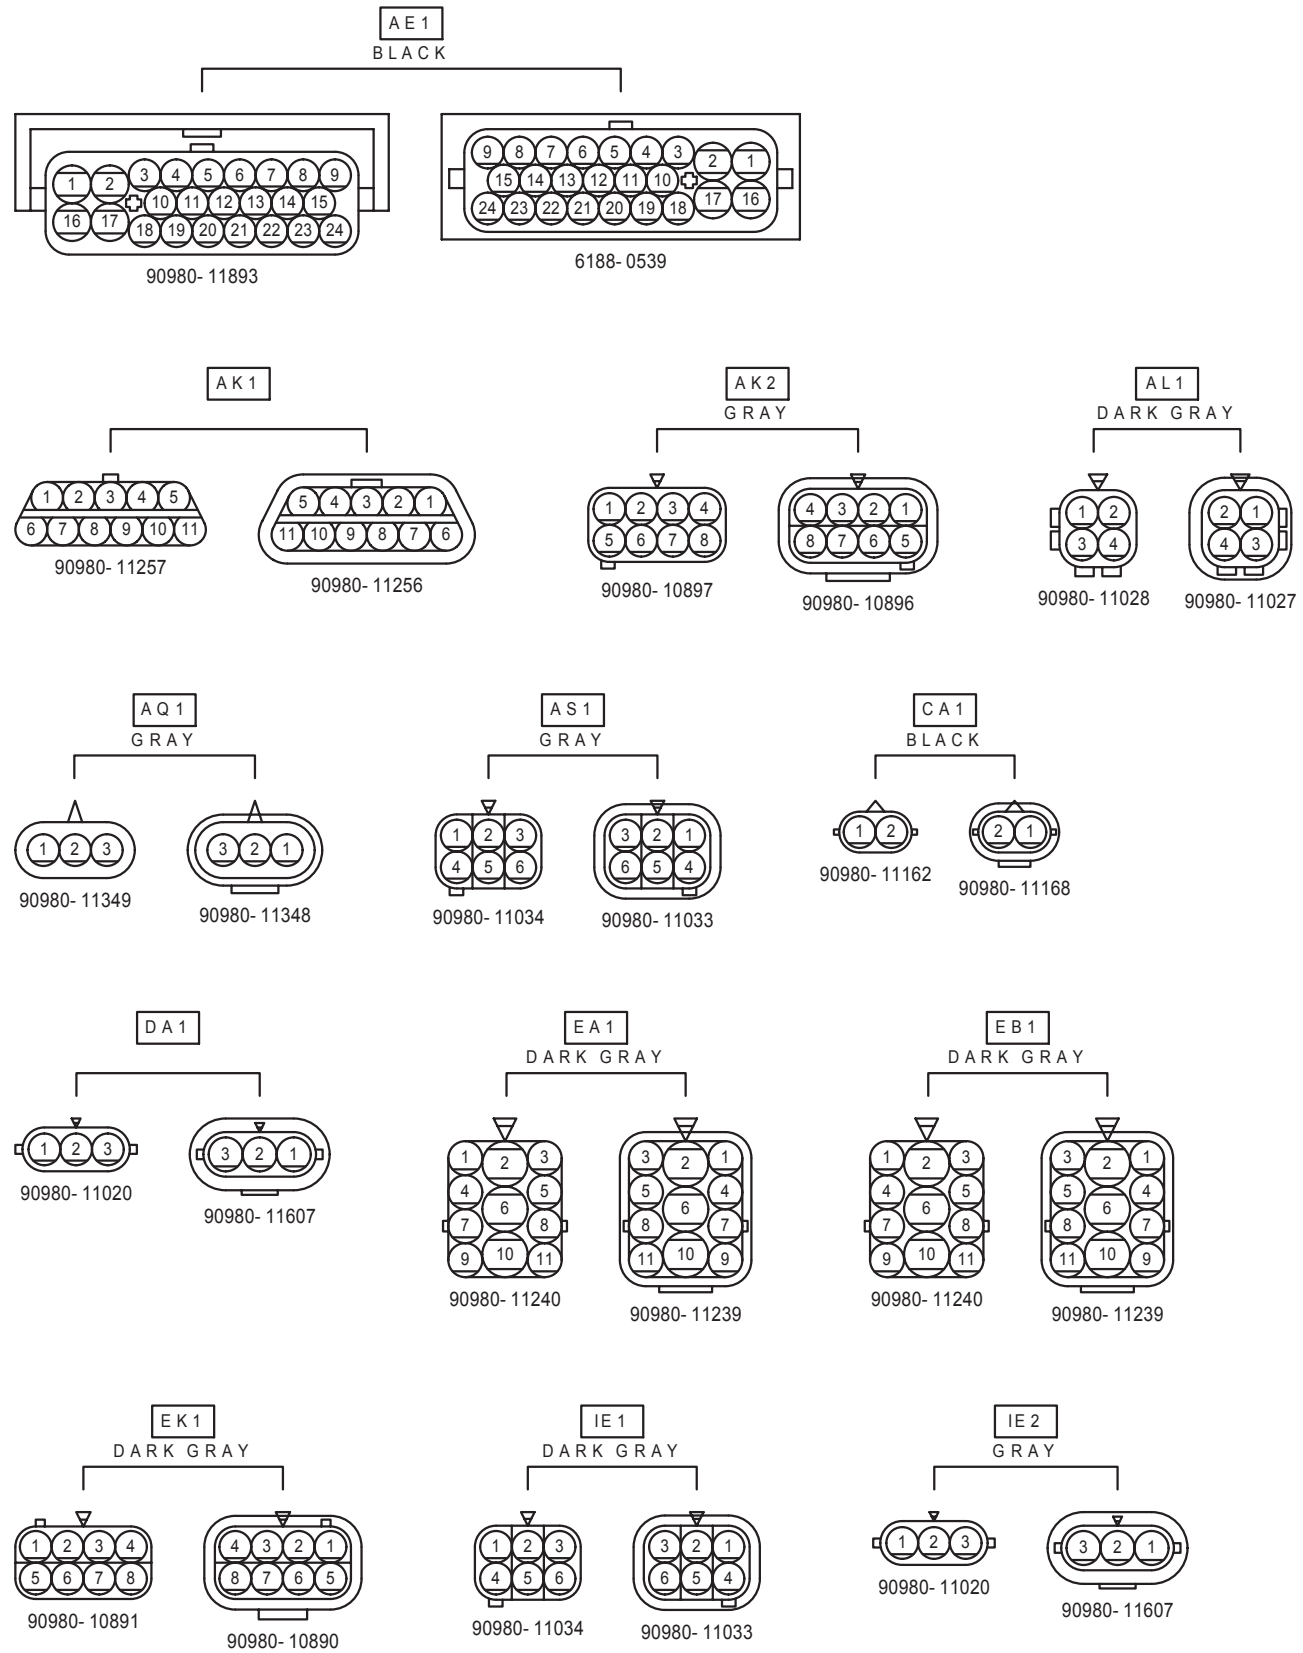 AE1
BLACK
1 2 3 4 5 6 7 8 9
10 11 12 13 14 15
16 17 18 19 20 21 22 23 24
90980-11893
9 8 7 6 5 4 3 2 1
15 14 13 12 11 10
24 23 22 21 20 19 18 17 16
6188-0539
AK1
1 2 3 4 5
6 7 8 9 10 11
90980-11257
5 4 3 2 1
11 10 9 8 7 6
90980-11256
AK2
GRAY
1 2 3 4
5 6 7 8
90980-10897
4 3 2 1
8 7 6 5
90980-10896
AL1
DARK GRAY
1 2
3 4
90980-11028
2 1
4 3
90980-11027
AQ1
GRAY
1 2 3
90980-11349
3 2 1
90980-11348
AS1
GRAY
1 2 3
4 5 6
90980-11034
3 2 1
6 5 4
90980-11033
CA1
BLACK
1 2
90980-11162
2 1
90980-11168
DA1
1 2 3
90980-11020
3 2 1
90980-11607
EA1
DARK GRAY
1 2 3
4 5
6
7 8
9 10 11
90980-11240
3 2 1
5 4
6
8 7
11 10 9
90980-11239
EB1
DARK GRAY
1 2 3
4 5
6
7 8
9 10 11
90980-11240
3 2 1
5 4
6
8 7
11 10 9
90980-11239
EK1
DARK GRAY
1 2 3 4
5 6 7 8
90980-10891
4 3 2 1
8 7 6 5
90980-10890
IE1
DARK GRAY
1 2 3
4 5 6
90980-11034
3 2 1
6 5 4
90980-11033
IE2
GRAY
1 2 3
90980-11020
3 2 1
90980-11607